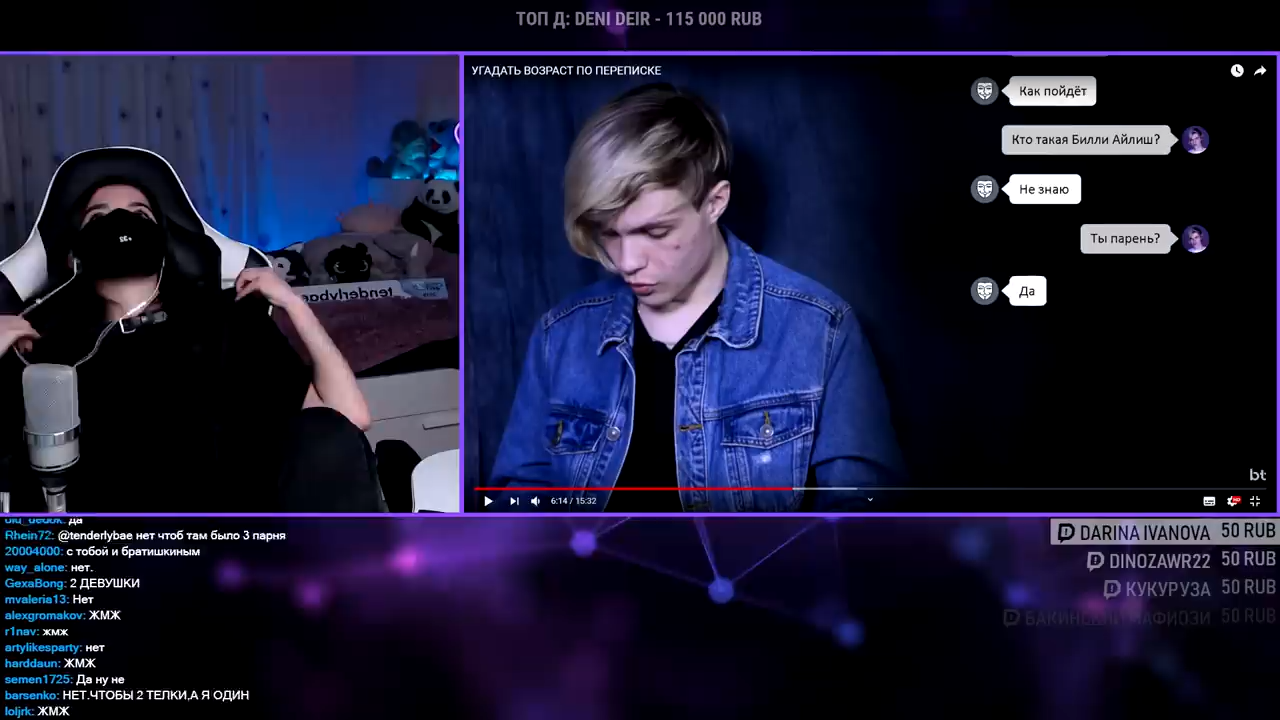 ТОП Д: DENI DEIR - 115 000 RUB
УГАДАТЬ ВОЗРАСТ ПО ПЕРЕПИСКЕ
Как пойдёт
Кто такая Билли Айлиш?
Не знаю
Ты парень?
Да
tenderlybae
bt
6:14 / 15:32
old_dedok: да
Rhein72: @tenderlybae нет чтоб там было 3 парня
20004000: с тобой и братишкиным
way_alone: нет.
GexaBong: 2 ДЕВУШКИ
mvaleria13: Нет
alexgromakov: ЖМЖ
r1nav: жмж
artylikesparty: нет
harddaun: ЖМЖ
semen1725: Да ну не
barsenko: НЕТ.ЧТОБЫ 2 ТЕЛКИ,А Я ОДИН
loljrk: ЖМЖ
DARINA IVANOVA 50 RUB
DINOZAWR22 50 RUB
КУКУРУЗА 50 RUB
БАКИНСКИЙ МАФИОЗИ 50 RUB